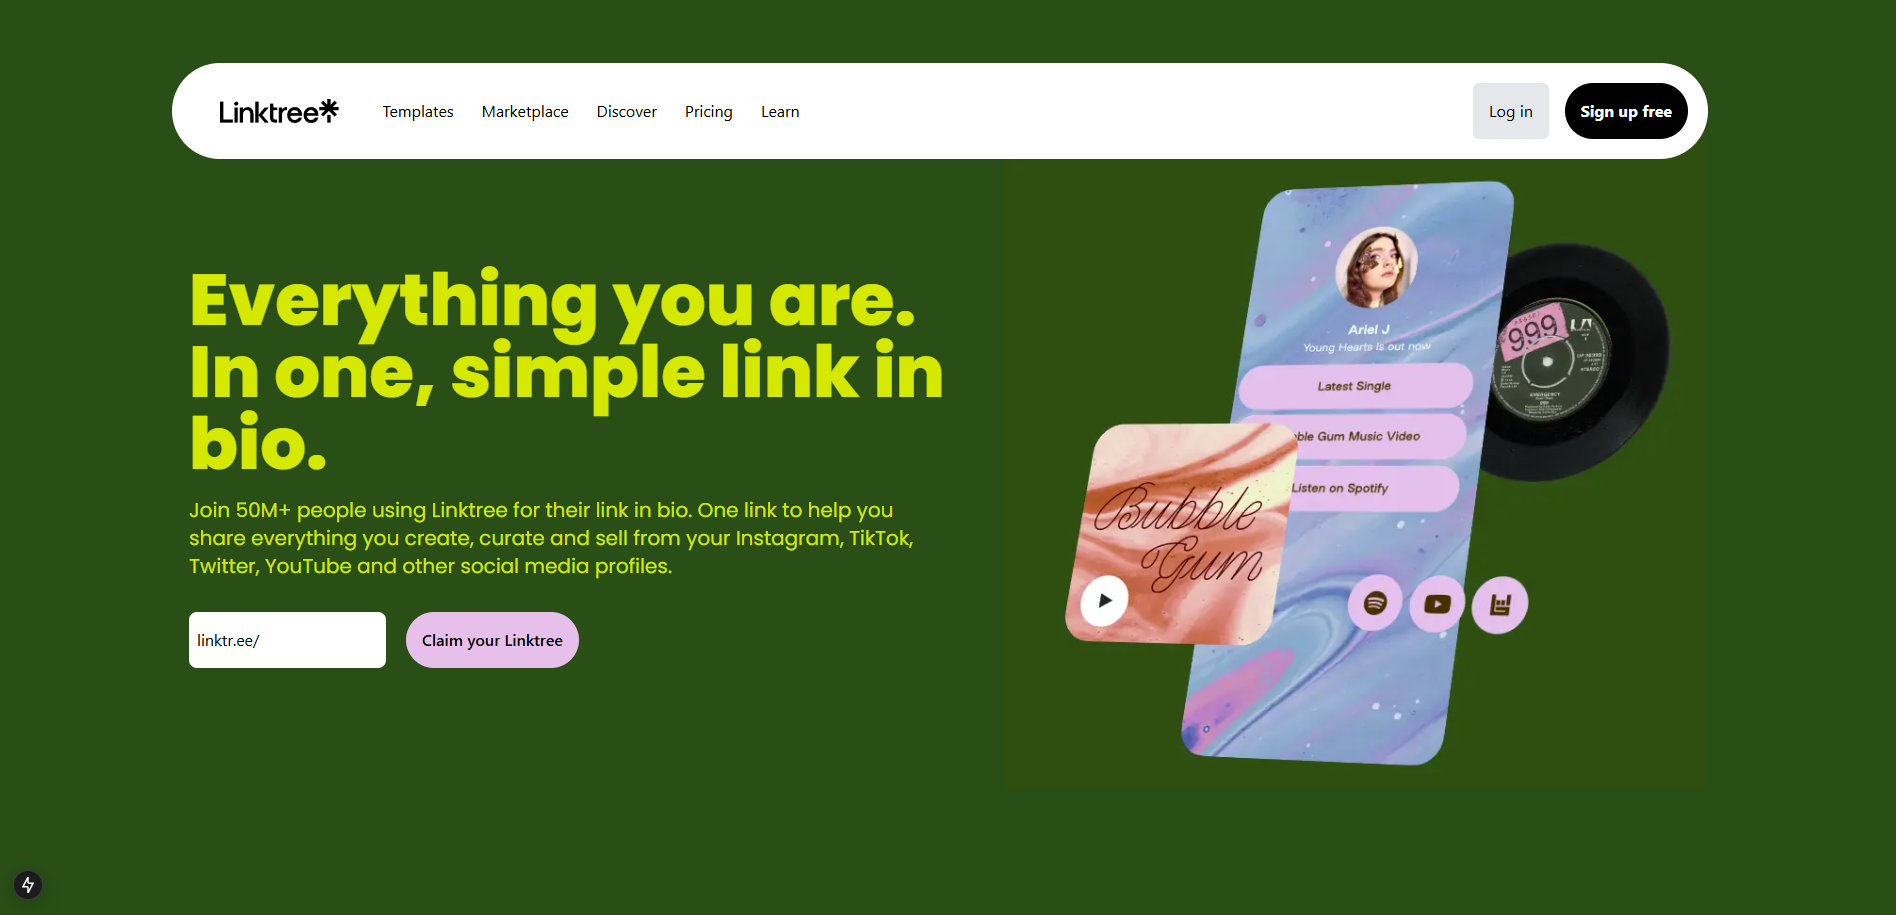 Linktree
Templates Marketplace Discover Pricing Learn
Log in
Sign up free
Everything you are.
In one, simple link in
bio.
Join 50M+ people using Linktree for their link in bio. One link to help you
share everything you create, curate and sell from your Instagram, TikTok,
Twitter, YouTube and other social media profiles.
linktr.ee/
Claim your Linktree
Ariel J
Young Hearts is out now
Latest Single
ble Gum Music Video
Listen on Spotify
Bubble
Gum
999
STEREO
EMERGENCY